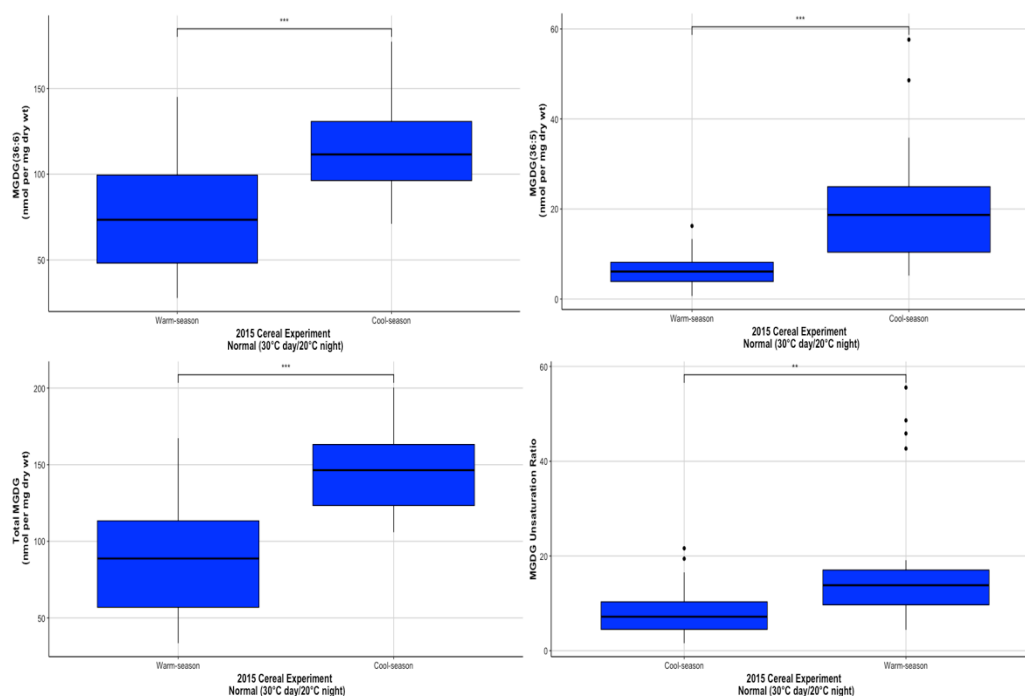 ***
MGDG(36:6)
(nmol per mg dry wt)
150
100
50
Warm-season
Cool-season
2015 Cereal Experiment
Normal (30°C day/20°C night)
***
MGDG(36:5)
(nmol per mg dry wt)
60
40
20
0
Warm-season
Cool-season
2015 Cereal Experiment
Normal (30°C day/20°C night)
***
Total MGDG
(nmol per mg dry wt)
200
150
100
50
Warm-season
Cool-season
2015 Cereal Experiment
Normal (30°C day/20°C night)
**
MGDG Unsaturation Ratio
60
40
20
0
Cool-season
Warm-season
2015 Cereal Experiment
Normal (30°C day/20°C night)